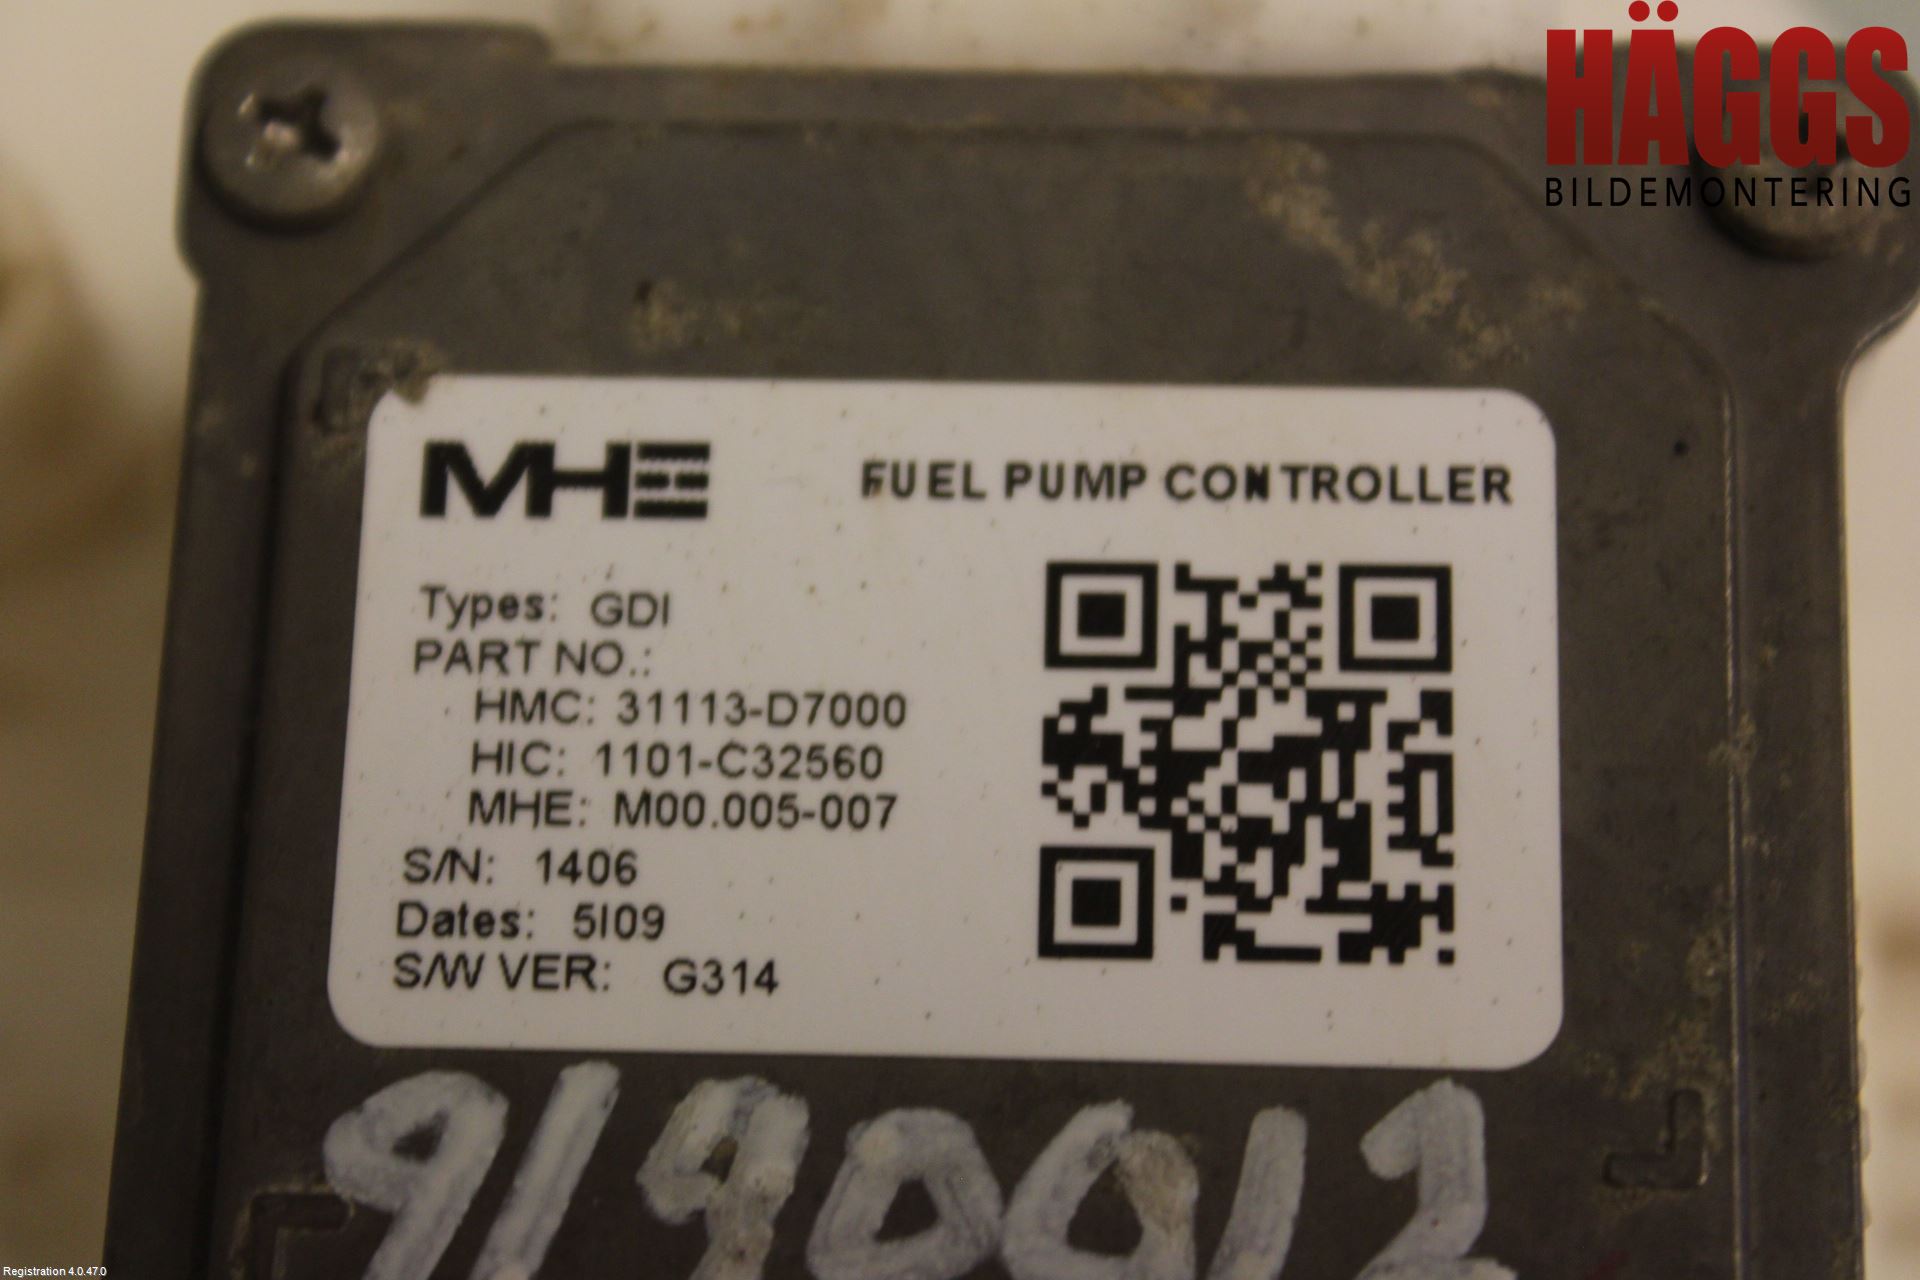 HÄGGS
BILDEMONTERING
MHE
FUEL PUMP CONTROLLER
Types: GDI
PART NO.:
HMC: 31113-D7000
HIC: 1101-C32560
MHE: M00.005-007
S/N: 1406
Dates: 5I09
S/W VER: G314
9190012
Registration 4.0.47.0